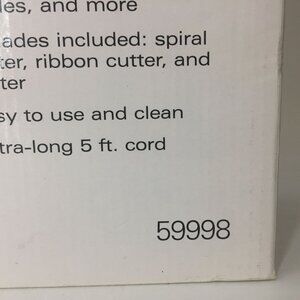 les, and more
ades included: spiral
ter, ribbon cutter, and
tter
sy to use and clean
tra-long 5 ft. cord
59998